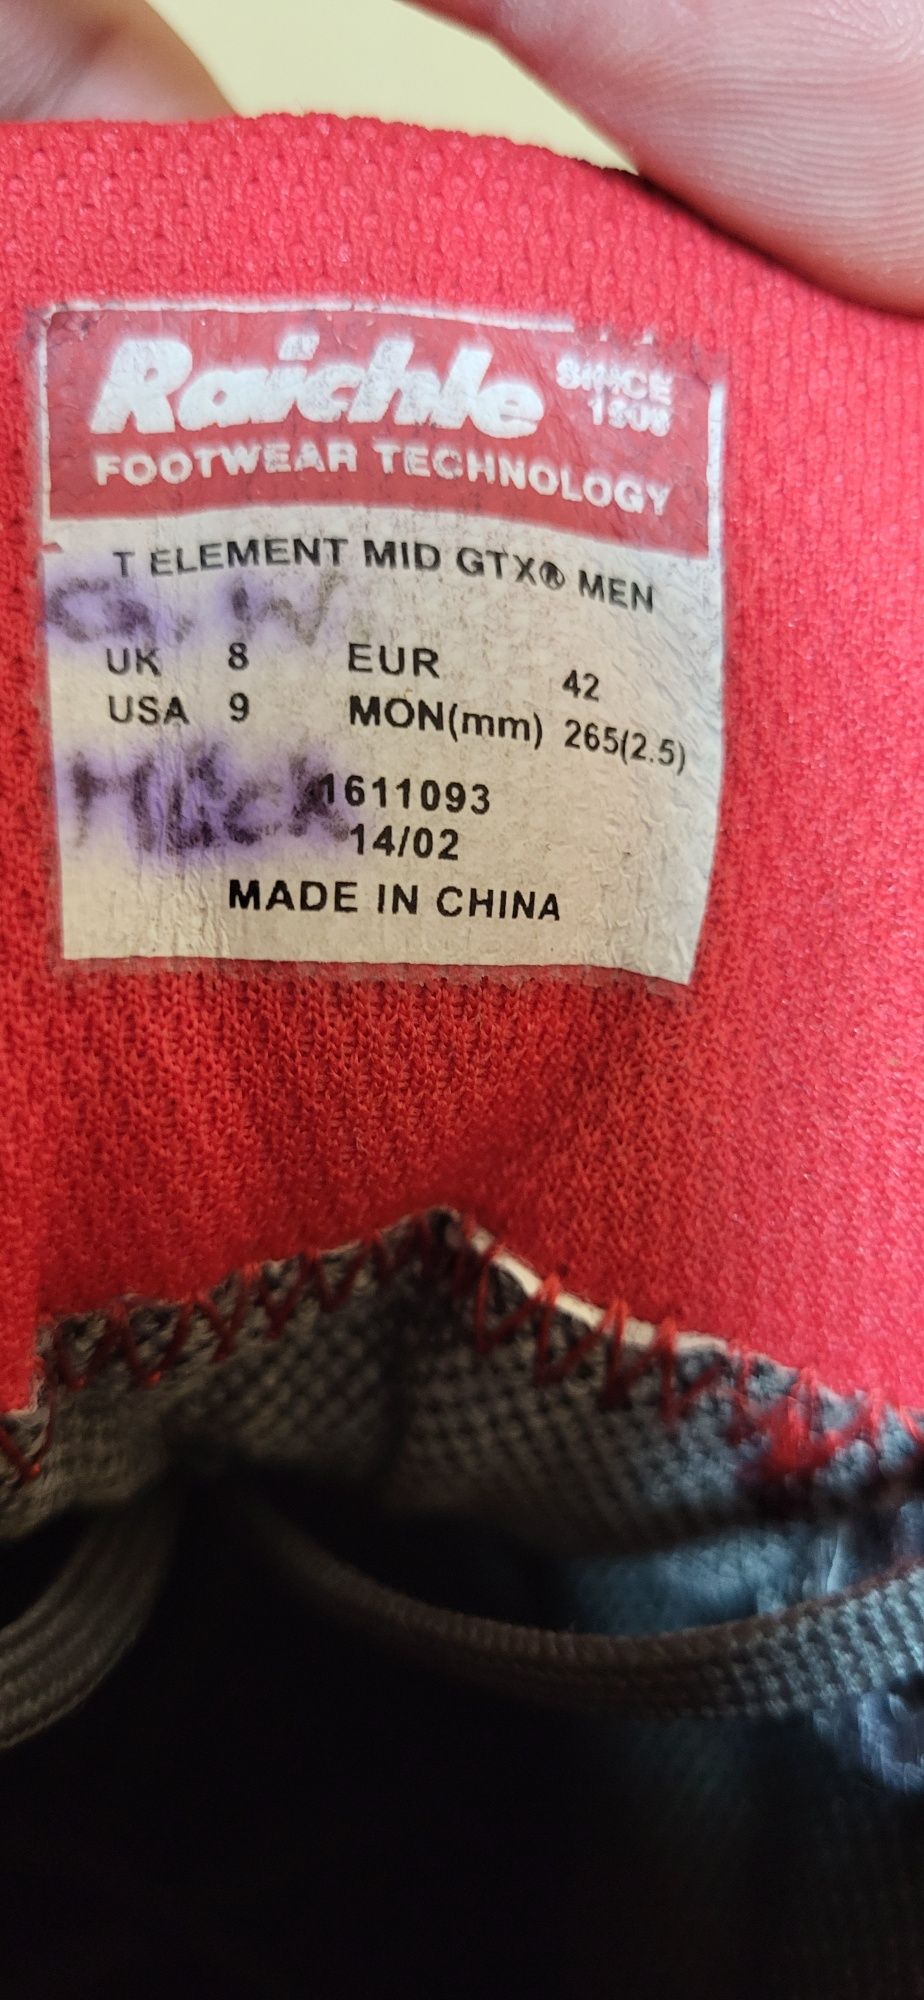 Raichle SINCE
FOOTWEAR TECHNOLOGY
T ELEMENT MID GTX® MEN
G. W
UK 8 EUR 42
USA 9 MON(mm) 265(2.5)
1611093
14/02
MADE IN CHINA